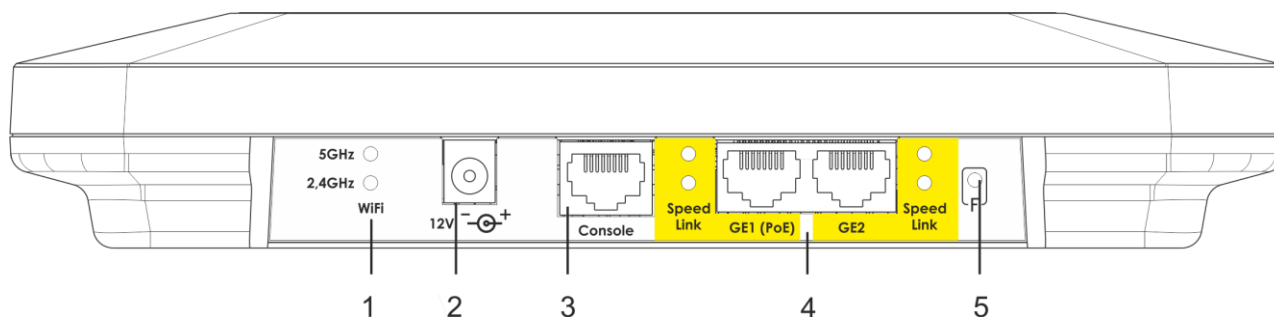 5GHz
2,4GHz
WiFi
12V
- +
Console
Speed
Link
GE1 (PoE)
GE2
Speed
Link
F
1
2
3
4
5